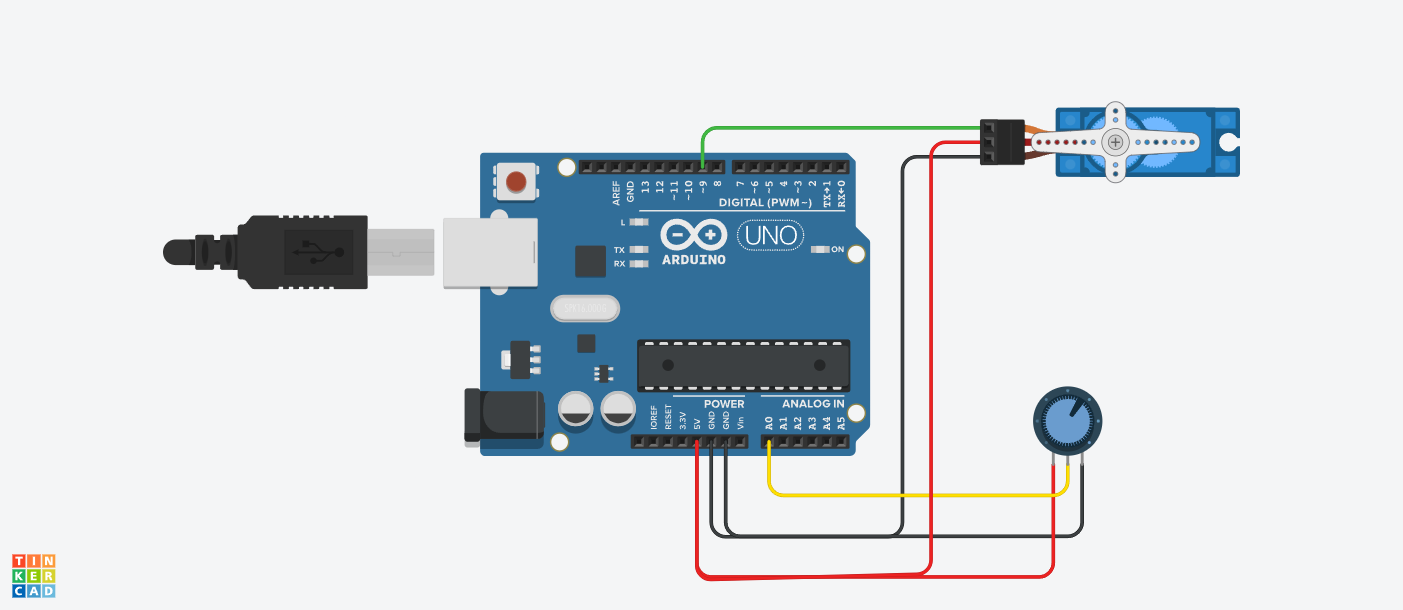 AREF
GND
13
12
~11
~10
~9
8
7
~6
~5
4
~3
2
TX→1
RX←0
DIGITAL (PWM~)
L
TX
RX
UNO
ON
ARDUINO
SPK16.000G
POWER
ANALOG IN
IOREF
RESET
3.3V
5V
GND
GND
Vin
A0
A1
A2
A3
A4
A5
TIN
KER
CAD